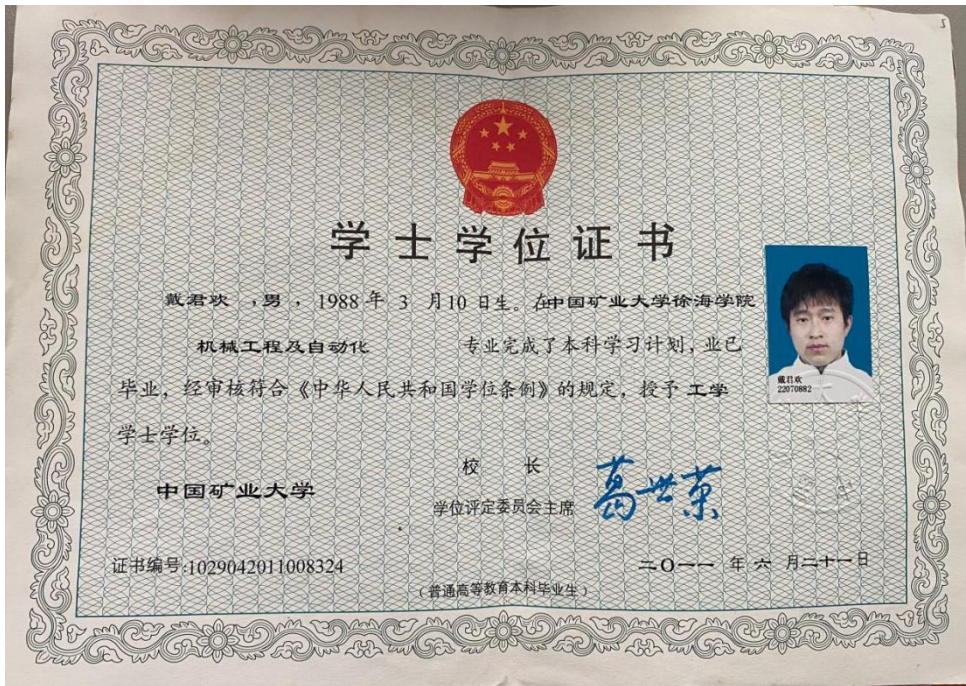 学士学位证书
戴君欢 ,男 , 1988 年 3 月10 日生。在中国矿业大学徐海学院
机械工程及自动化 专业完成了本科学习计划,业已
毕业,经审核符合《中华人民共和国学位条例》的规定,授予 工学
学士学位。
戴君欢
22070882
中国矿业大学
校 长
学位评定委员会主席
葛世荣
证书编号:1029042011008324
二〇一一 年 六 月二十一日
(普通高等教育本科毕业生)